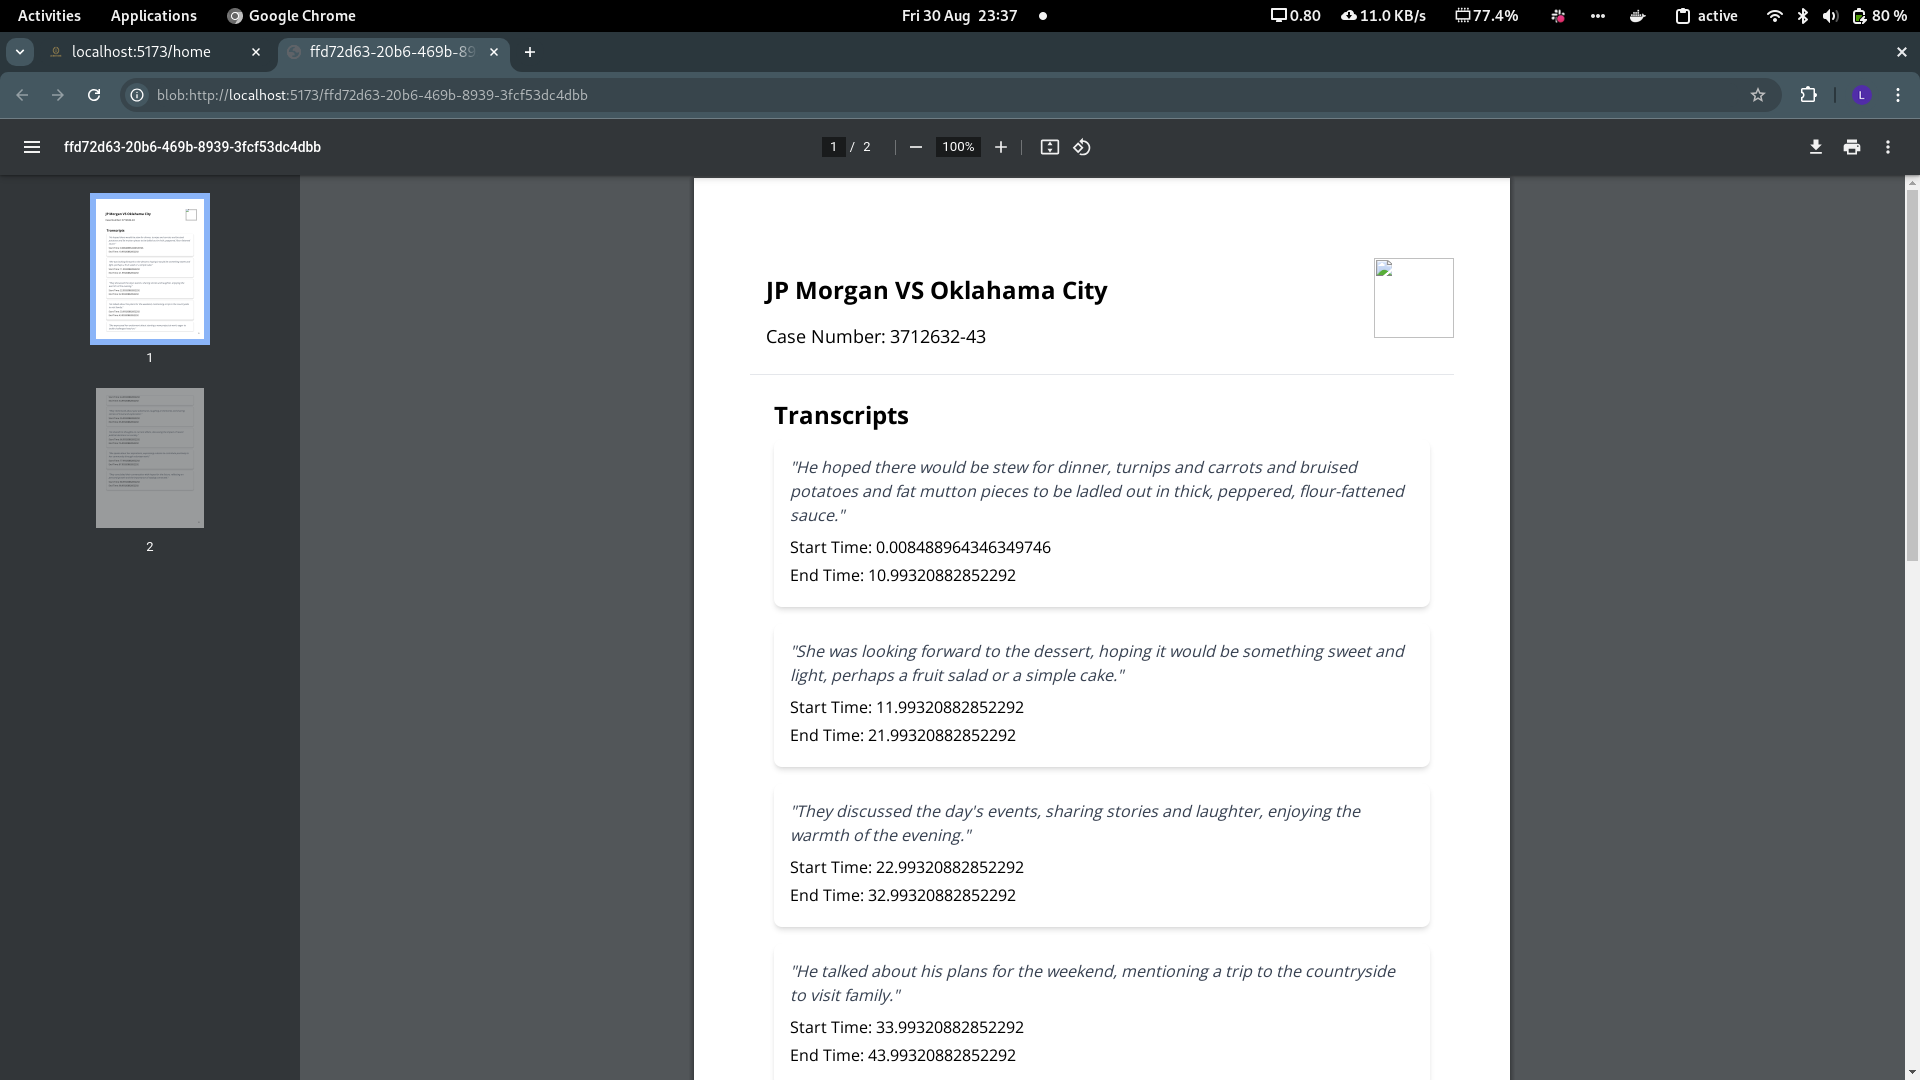 Activities Applications Google Chrome Fri 30 Aug 23:37 0.80 11.0 KB/s 77.4% active 80 %
localhost:5173/home ffd72d63-20b6-469b-89
blob:http://localhost:5173/ffd72d63-20b6-469b-8939-3fcf53dc4dbb L
ffd72d63-20b6-469b-8939-3fcf53dc4dbb 1 / 2 100%
JP Morgan VS Oklahama City
Case Number: 3712632-43
Transcripts
"He hoped there would be stew for dinner, turnips and carrots and bruised
potatoes and fat mutton pieces to be ladled out in thick, peppered, flour-fattened
sauce."
Start Time: 0.008488964346349746
End Time: 10.99320882852292
"She was looking forward to the dessert, hoping it would be something sweet and
light, perhaps a fruit salad or a simple cake."
Start Time: 11.99320882852292
End Time: 21.99320882852292
"They discussed the day's events, sharing stories and laughter, enjoying the
warmth of the evening."
Start Time: 22.99320882852292
End Time: 32.99320882852292
"He talked about his plans for the weekend, mentioning a trip to the countryside
to visit family."
Start Time: 33.99320882852292
End Time: 43.99320882852292
JP Morgan VS Oklahama City
Transcripts
1
2